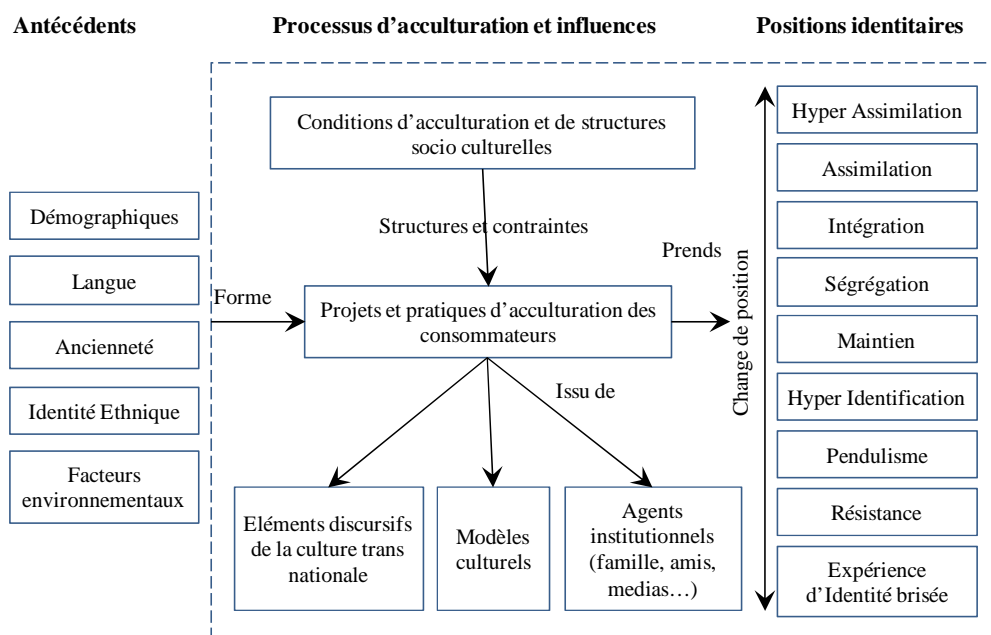 Antécédents
Processus d’acculturation et influences
Positions identitaires
Démographiques
Langue
Ancienneté
Identité Ethnique
Facteurs
environnementaux
Forme
Conditions d’acculturation et de structures
socio culturelles
Structures et contraintes
Projets et pratiques d’acculturation des
consommateurs
Issu de
Eléments discursifs
de la culture trans
nationale
Modèles
culturels
Agents
institutionnels
(famille, amis,
medias…)
Prends
Change de position
Hyper Assimilation
Assimilation
Intégration
Ségrégation
Maintien
Hyper Identification
Pendulisme
Résistance
Expérience
d’Identité brisée